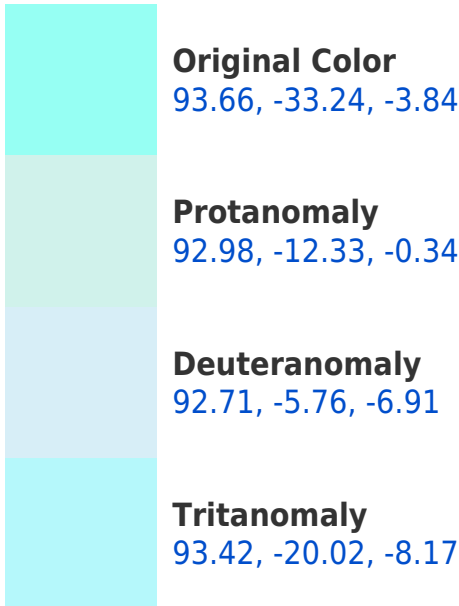 Original Color
93.66, -33.24, -3.84
Protanomaly
92.98, -12.33, -0.34
Deuteranomaly
92.71, -5.76, -6.91
Tritanomaly
93.42, -20.02, -8.17